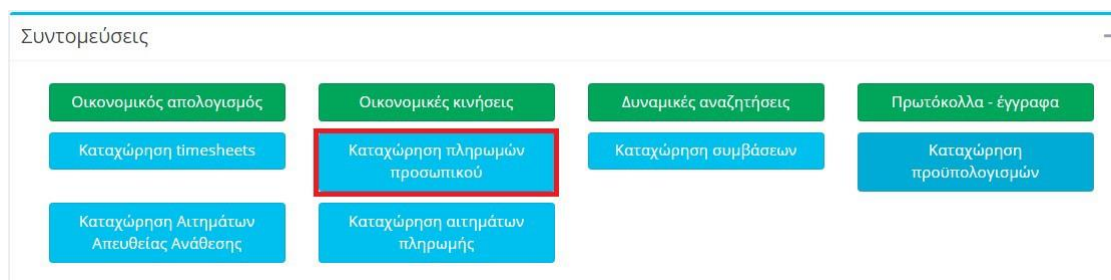 Συντομεύσεις
Οικονομικός απολογισμός
Οικονομικές κινήσεις
Δυναμικές αναζητήσεις
Πρωτόκολλα - έγγραφα
Καταχώρηση timesheets
Καταχώρηση πληρωμών
προσωπικού
Καταχώρηση συμβάσεων
Καταχώρηση
προϋπολογισμών
Καταχώρηση Αιτημάτων
Απευθείας Ανάθεσης
Καταχώρηση αιτημάτων
πληρωμής